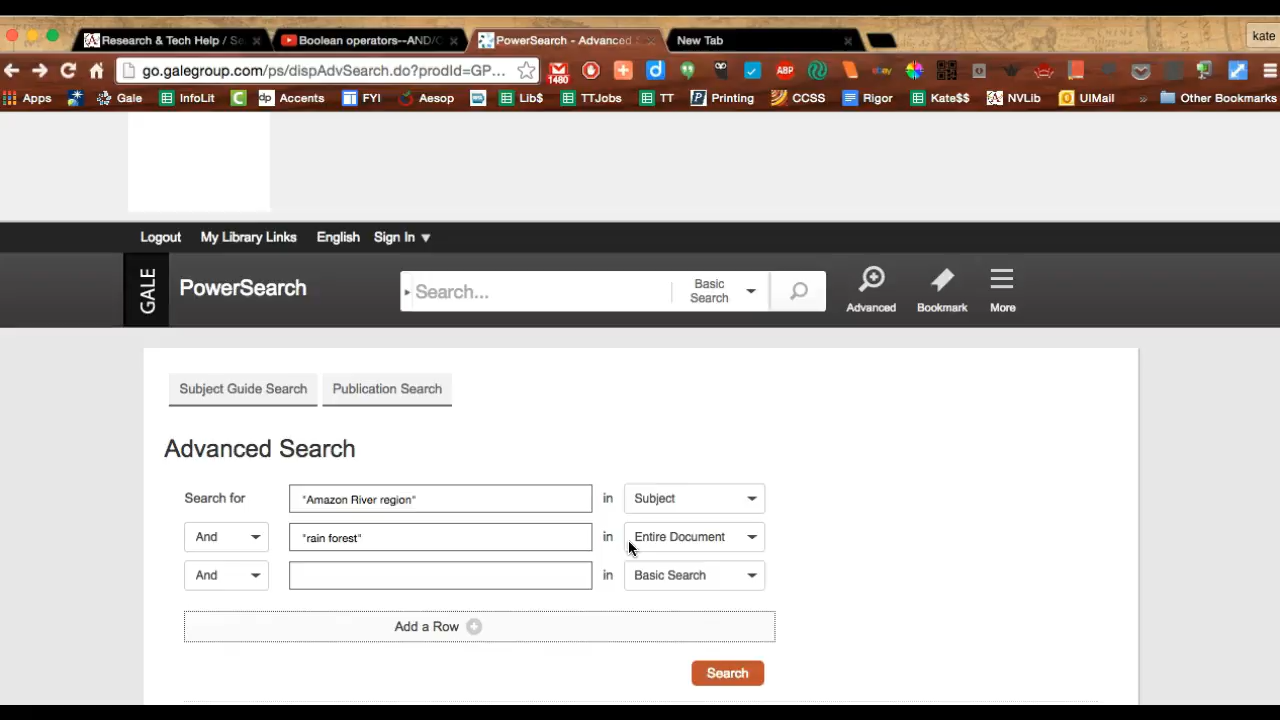 Research & Tech Help / Se
Boolean operators--AND/O
PowerSearch - Advanced
New Tab
kate
go.galegroup.com/ps/dispAdvSearch.do?prodId=GP...
1480
ABP
ebay
Apps
Gale
InfoLit
C
dp Accents
FYI
Aesop
Lib$
TTJobs
TT
Printing
CCSS
Rigor
Kate$$
NVLib
UIMail
»
Other Bookmarks
Logout
My Library Links
English
Sign In
GALE
PowerSearch
Search...
Basic
Search
Advanced
Bookmark
More
Subject Guide Search
Publication Search
Advanced Search
Search for
"Amazon River region"
in
Subject
And
"rain forest"
in
Entire Document
And
in
Basic Search
Add a Row
Search